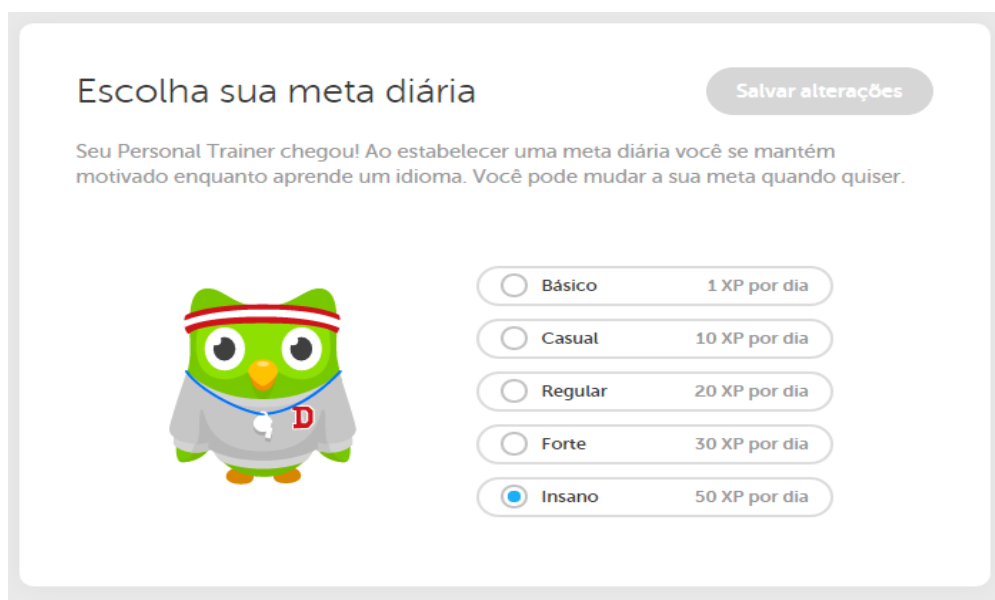 Escolha sua meta diária
Salvar alterações
Seu Personal Trainer chegou! Ao estabelecer uma meta diária você se mantém
motivado enquanto aprende um idioma. Você pode mudar a sua meta quando quiser.
Básico 1 XP por dia
Casual 10 XP por dia
Regular 20 XP por dia
D
Forte 30 XP por dia
Insano 50 XP por dia